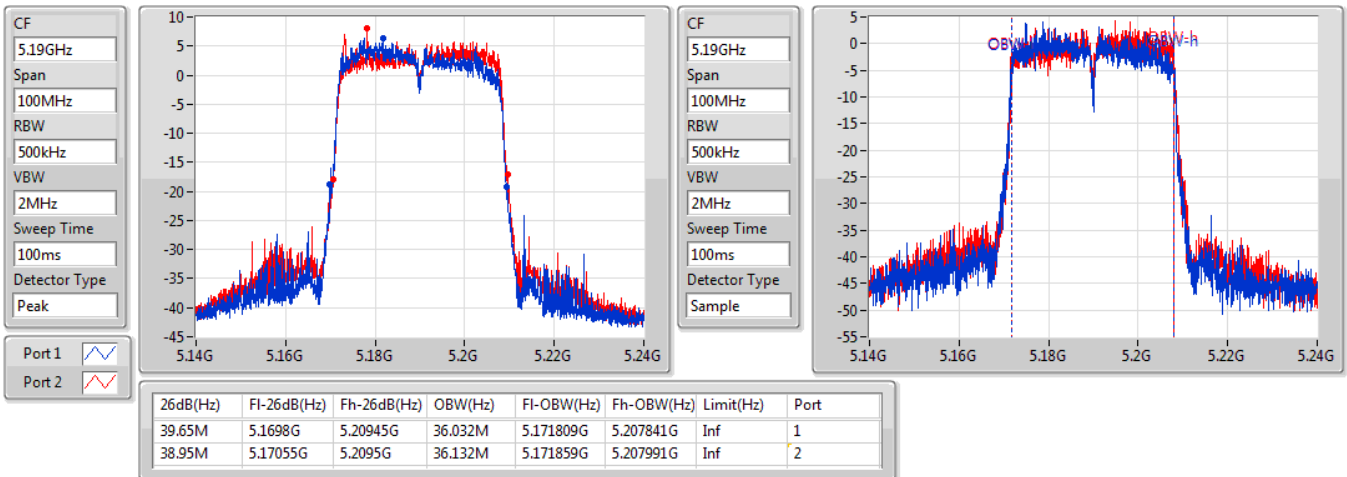 CF
5.19GHz
Span
100MHz
RBW
500kHz
VBW
2MHz
Sweep Time
100ms
Detector Type
Peak
Port 1
Port 2
10
5
0
-5
-10
-15
-20
-25
-30
-35
-40
-45
5.14G 5.16G 5.18G 5.2G 5.22G 5.24G
CF
5.19GHz
Span
100MHz
RBW
500kHz
VBW
2MHz
Sweep Time
100ms
Detector Type
Sample
5
0
-5
-10
-15
-20
-25
-30
-35
-40
-45
-50
-55
5.14G 5.16G 5.18G 5.2G 5.22G 5.24G
26dB(Hz) Fl-26dB(Hz) Fh-26dB(Hz) OBW(Hz) Fl-OBW(Hz) Fh-OBW(Hz) Limit(Hz) Port
39.65M 5.1698G 5.20945G 36.032M 5.171809G 5.207841G Inf 1
38.95M 5.17055G 5.2095G 36.132M 5.171859G 5.207991G Inf 2